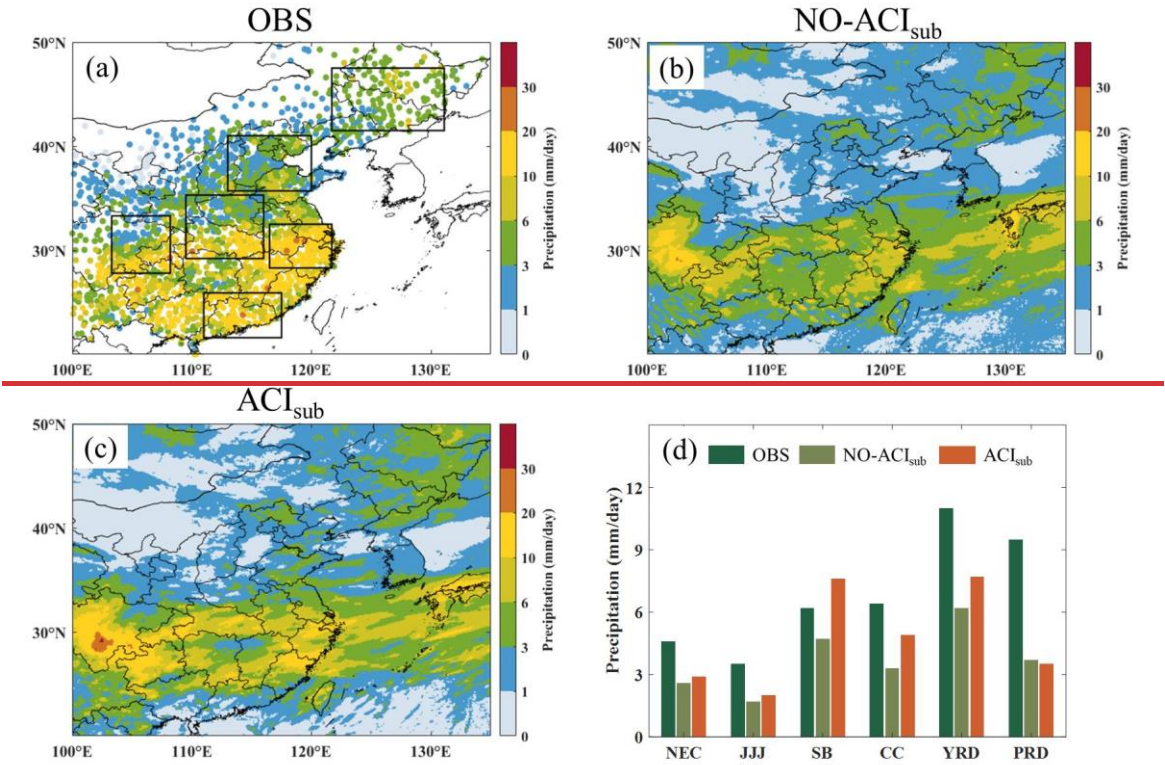 OBS
NO-ACIsub
(a)
50°N
40°N
30°N
100°E
110°E
120°E
130°E
30
20
10
6
3
1
0
Precipitation (mm/day)
(b)
50°N
40°N
30°N
100°E
110°E
120°E
130°E
30
20
10
6
3
1
0
Precipitation (mm/day)
ACIsub
(c)
50°N
40°N
30°N
100°E
110°E
120°E
130°E
30
20
10
6
3
1
0
Precipitation (mm/day)
(d)
OBS
NO-ACIsub
ACIsub
Precipitation (mm/day)
12
9
6
3
0
NEC
JJJ
SB
CC
YRD
PRD